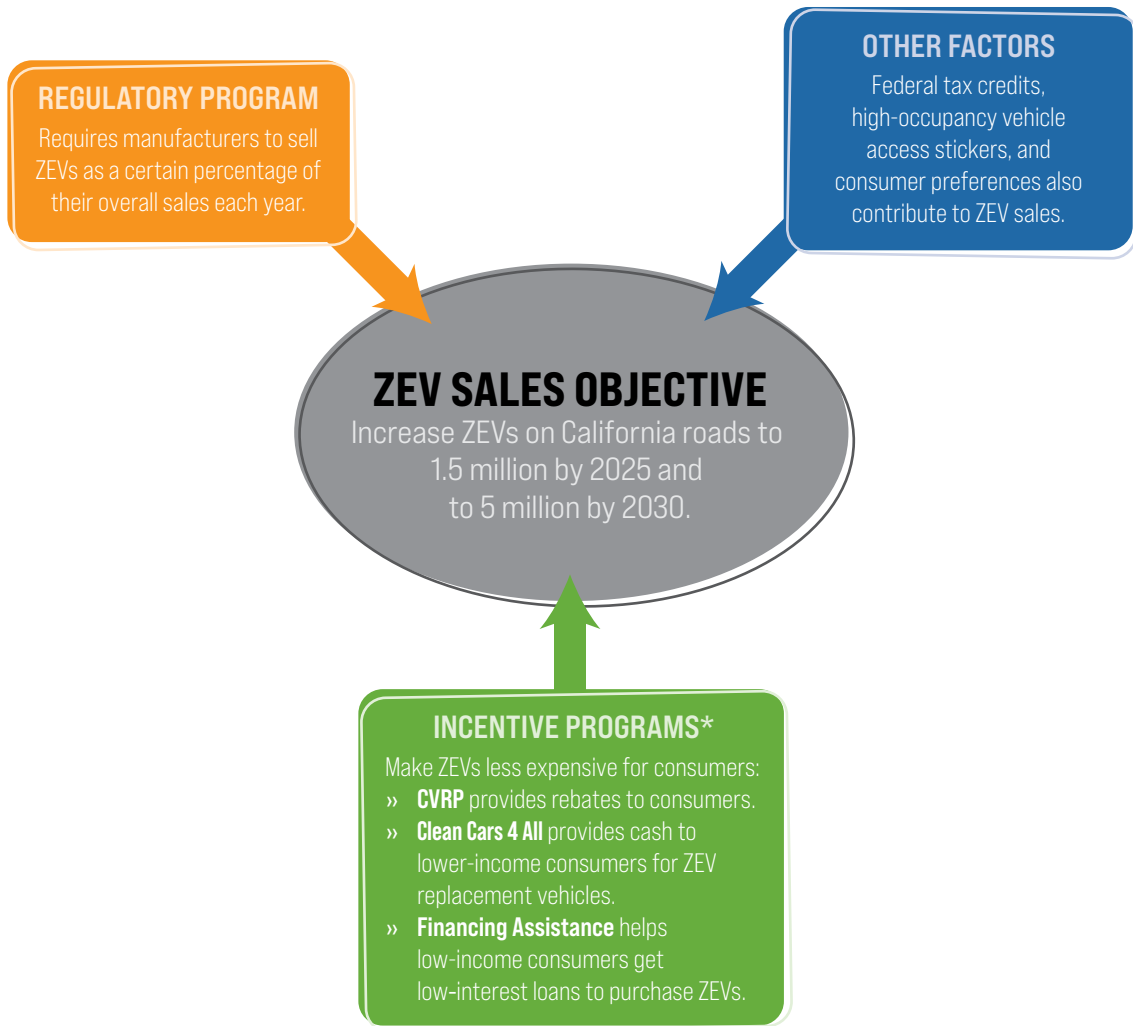 REGULATORY PROGRAM
Requires manufacturers to sell
ZEVs as a certain percentage of
their overall sales each year.
OTHER FACTORS
Federal tax credits,
high-occupancy vehicle
access stickers, and
consumer preferences also
contribute to ZEV sales.
ZEV SALES OBJECTIVE
Increase ZEVs on California roads to
1.5 million by 2025 and
to 5 million by 2030.
INCENTIVE PROGRAMS*
Make ZEVs less expensive for consumers:
» CVRP provides rebates to consumers.
» Clean Cars 4 All provides cash to
lower-income consumers for ZEV
replacement vehicles.
» Financing Assistance helps
low-income consumers get
low-interest loans to purchase ZEVs.